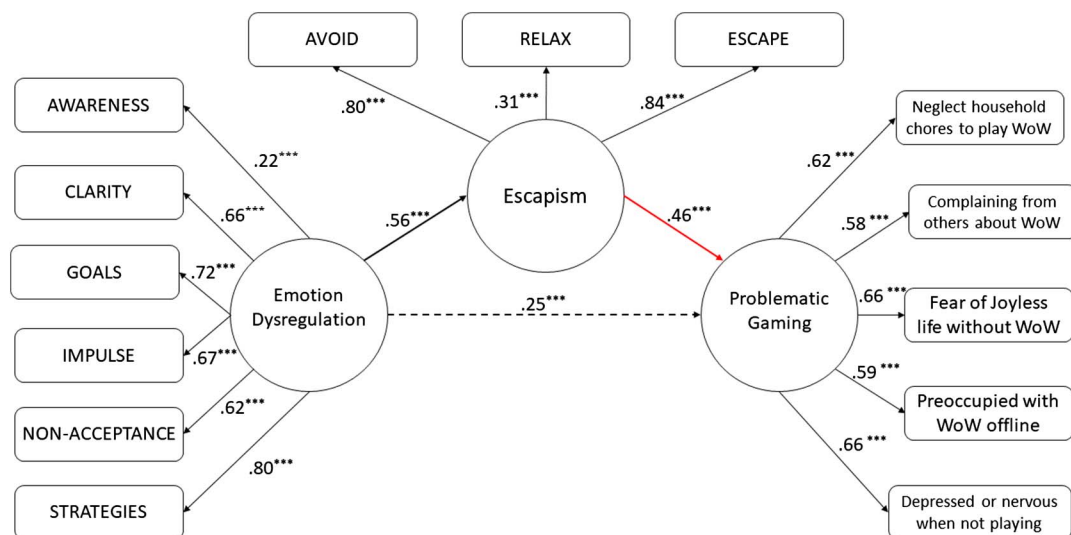 AVOID
RELAX
ESCAPE
.80***
.31***
.84***
AWARENESS
CLARITY
GOALS
IMPULSE
NON-ACCEPTANCE
STRATEGIES
.22***
.66***
.72***
.67***
.62***
.80***
Emotion
Dysregulation
.56***
Escapism
.46***
.25***
Problematic
Gaming
.62 ***
.58 ***
.66 ***
.59 ***
.66 ***
Neglect household
chores to play WoW
Complaining from
others about WoW
Fear of Joyless
life without WoW
Preoccupied with
WoW offline
Depressed or nervous
when not playing